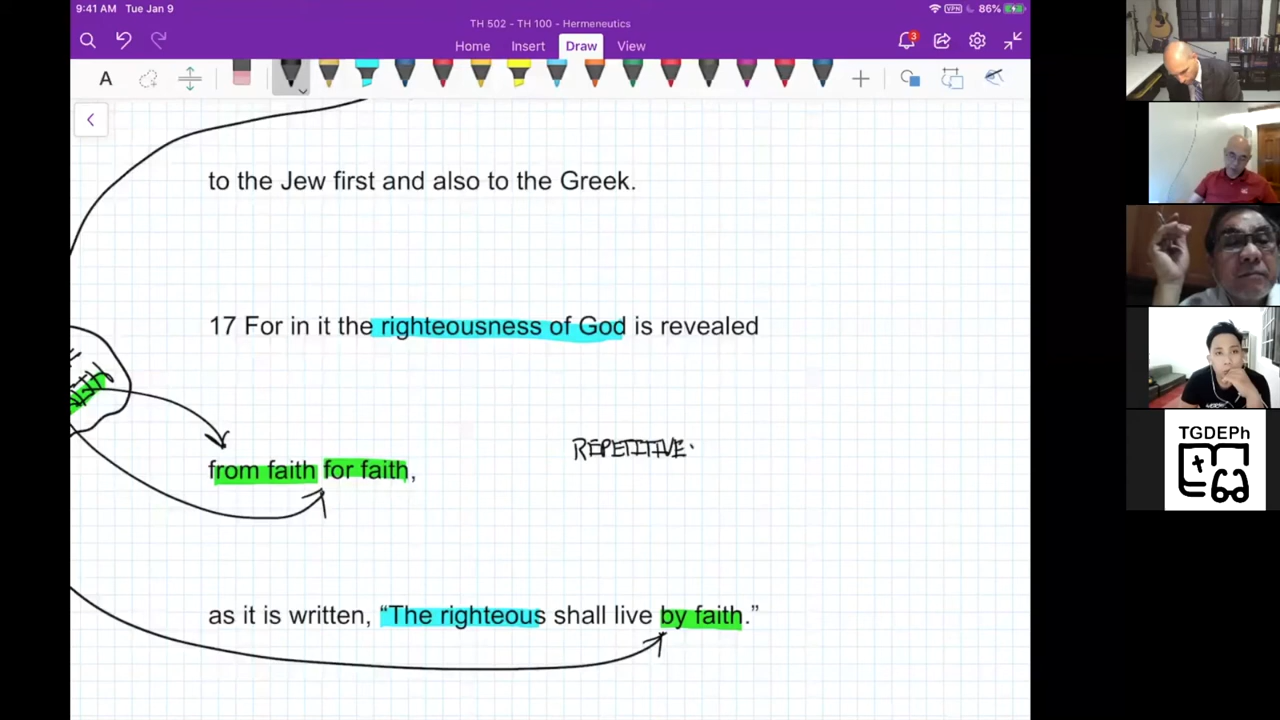 9:41 AM Tue Jan 9
VPN 86%
TH 502 - TH 100 - Hermeneutics
Home Insert Draw View
3
A
to the Jew first and also to the Greek.
17 For in it the righteousness of God is revealed
REPETITIVE.
from faith for faith,
as it is written, “The righteous shall live by faith.”
TGDEPh